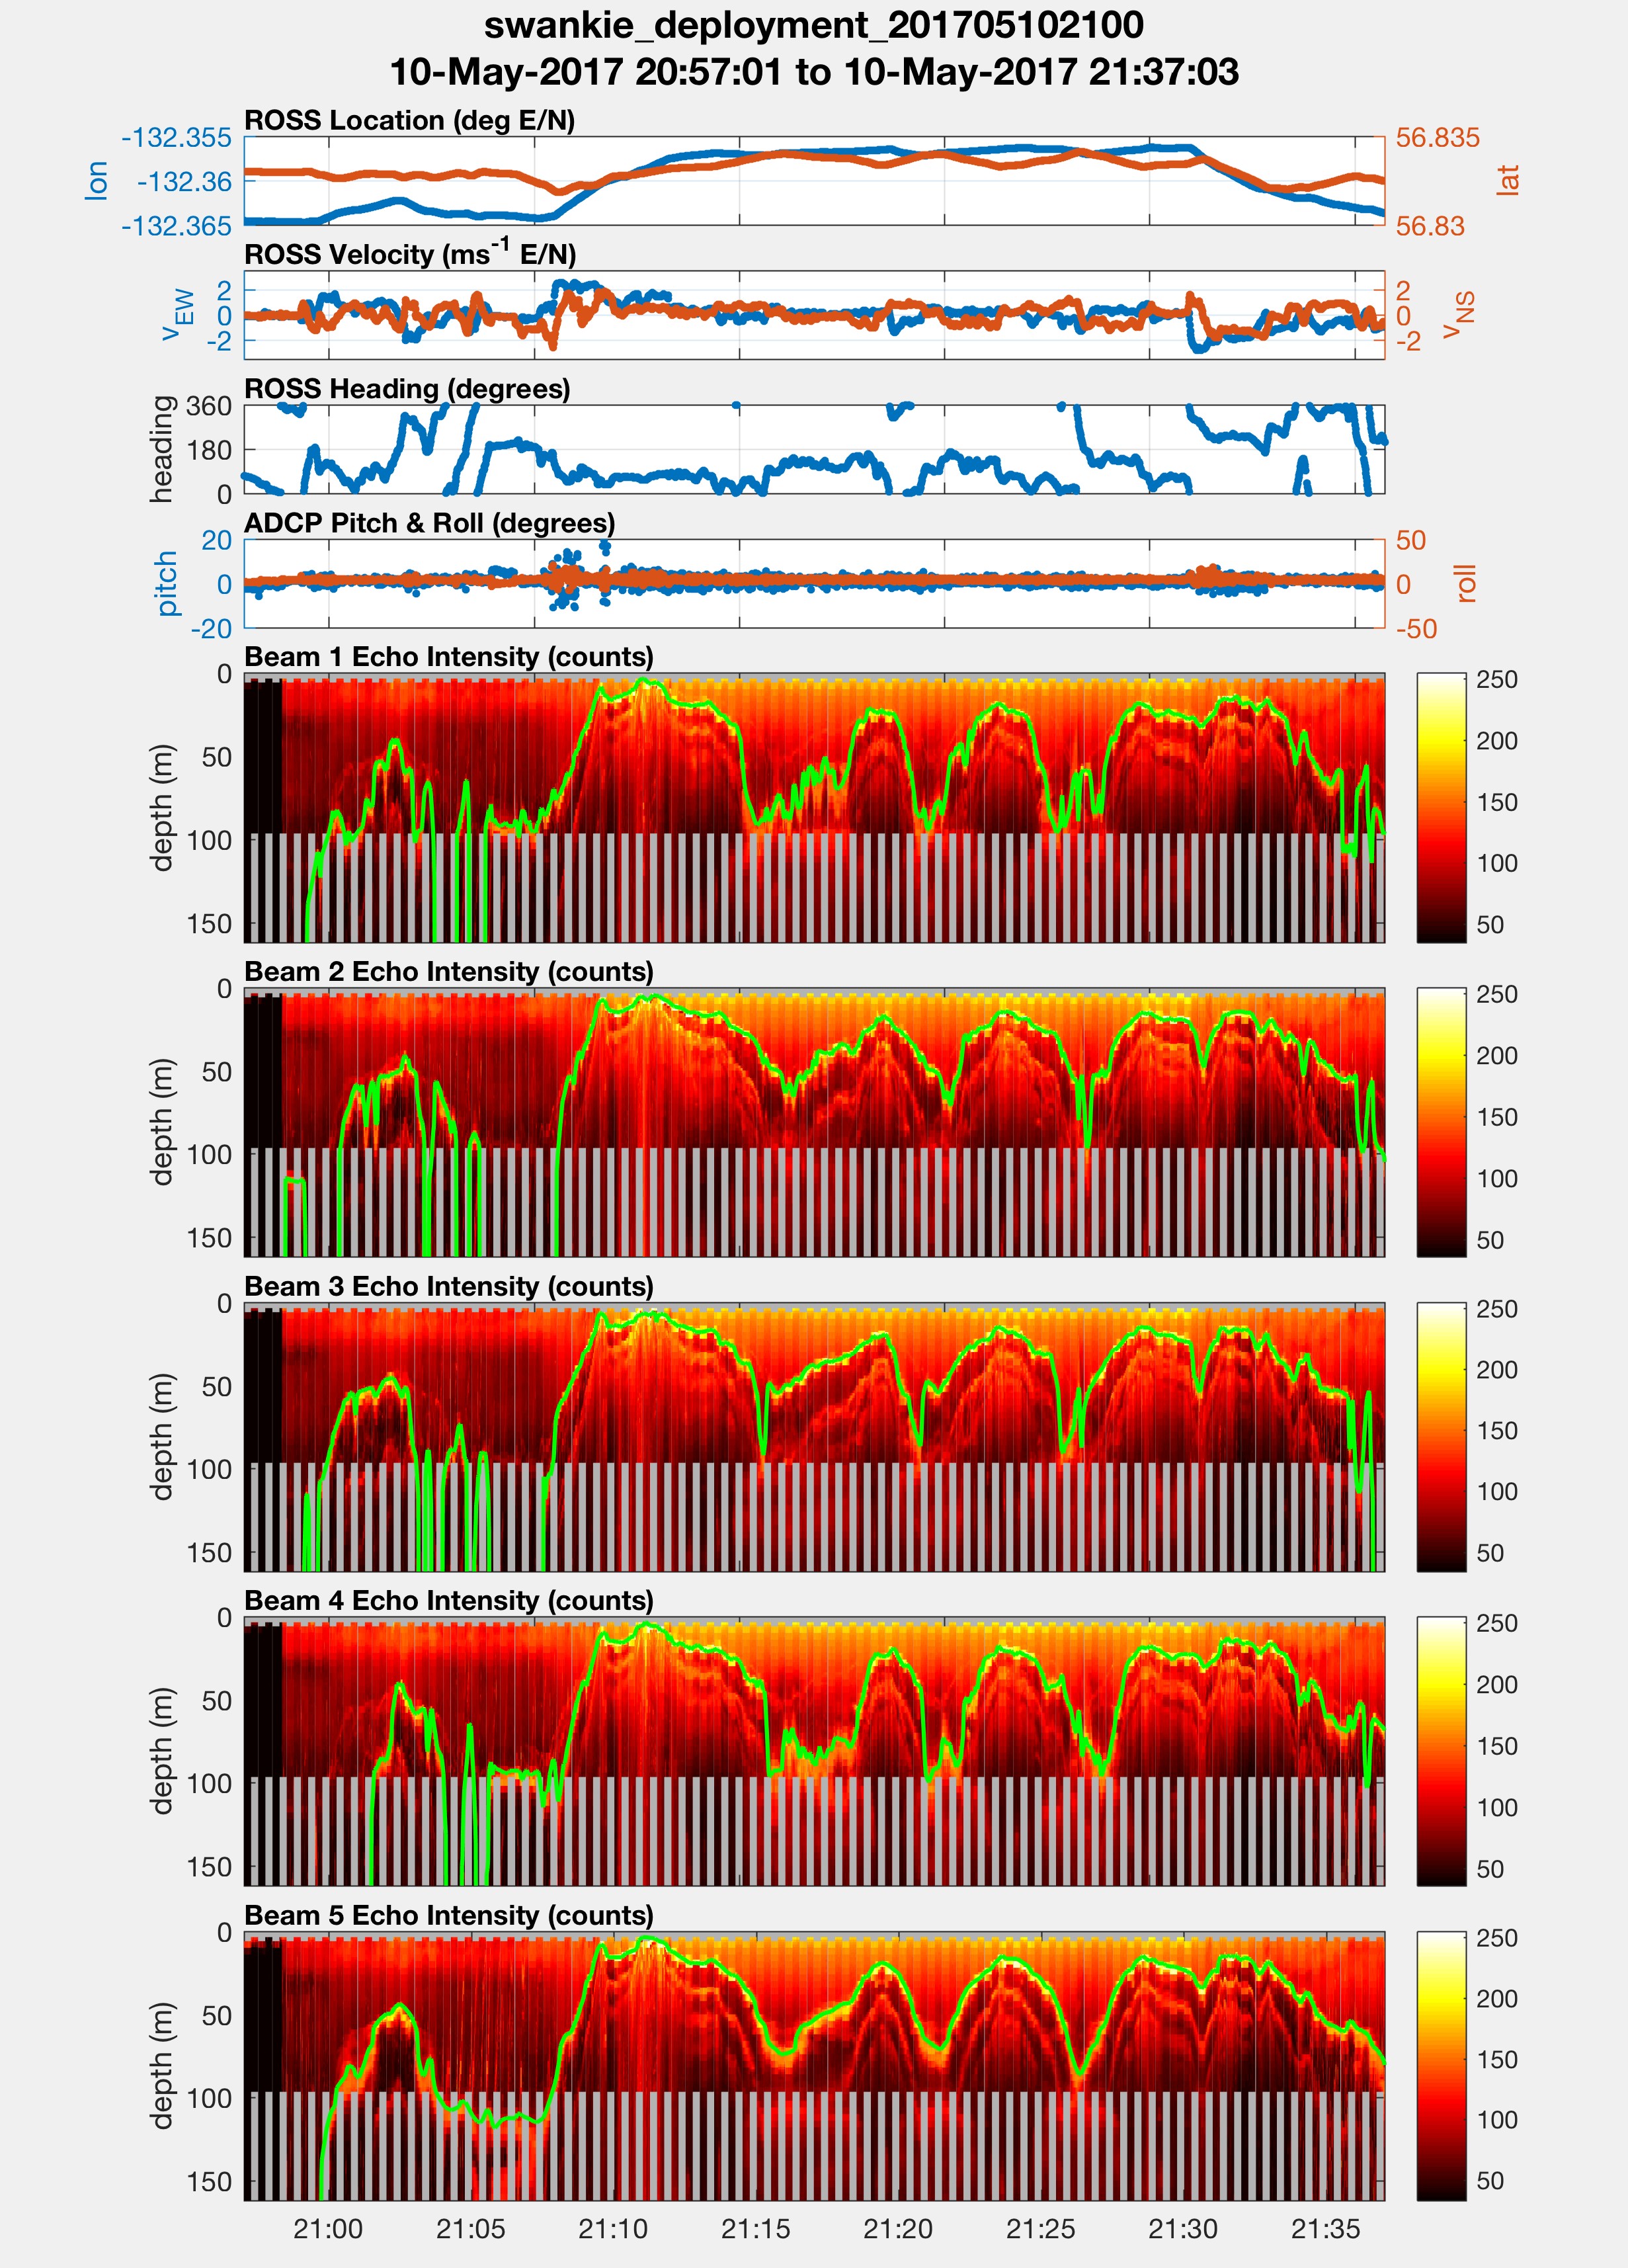 swankie_deployment_201705102100
10-May-2017 20:57:01 to 10-May-2017 21:37:03
ROSS Location (deg E/N)
-132.355
-132.36
-132.365
lon
56.835
56.83
lat
ROSS Velocity (ms-1 E/N)
2
0
-2
vEW
2
0
-2
vNS
ROSS Heading (degrees)
360
180
0
heading
ADCP Pitch & Roll (degrees)
20
0
-20
pitch
50
0
-50
roll
Beam 1 Echo Intensity (counts)
0
50
100
150
depth (m)
250
200
150
100
50
Beam 2 Echo Intensity (counts)
0
50
100
150
depth (m)
250
200
150
100
50
Beam 3 Echo Intensity (counts)
0
50
100
150
depth (m)
250
200
150
100
50
Beam 4 Echo Intensity (counts)
0
50
100
150
depth (m)
250
200
150
100
50
Beam 5 Echo Intensity (counts)
0
50
100
150
depth (m)
250
200
150
100
50
21:00 21:05 21:10 21:15 21:20 21:25 21:30 21:35